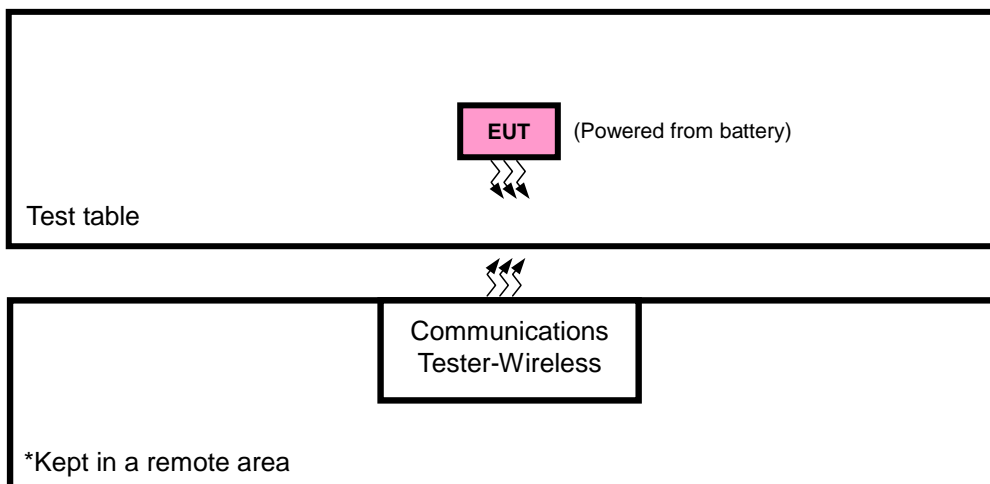 EUT
(Powered from battery)
Test table
Communications
Tester-Wireless
*Kept in a remote area